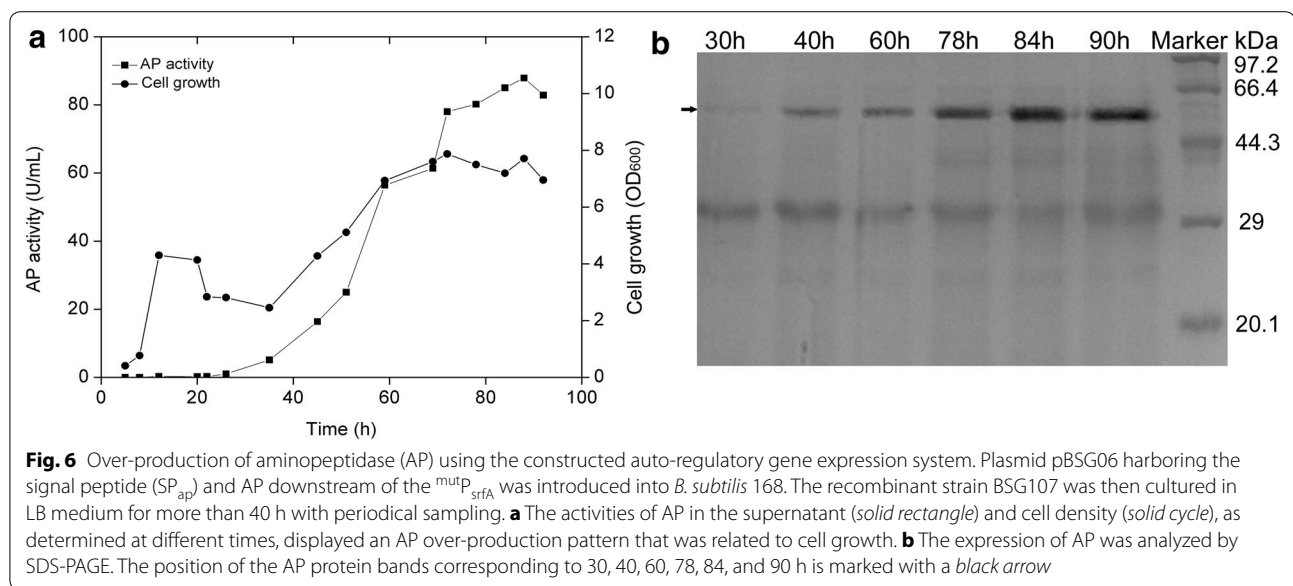 a
100
80
60
40
20
0
AP activity (U/mL)
AP activity
Cell growth
12
10
8
6
4
2
0
Cell growth (OD600)
0 20 40 60 80 100
Time (h)
b
30h 40h 60h 78h 84h 90h Marker kDa
97.2
66.4
44.3
29
20.1
Fig. 6 Over-production of aminopeptidase (AP) using the constructed auto-regulatory gene expression system. Plasmid pBSG06 harboring the
signal peptide (SPap) and AP downstream of the mutPsrfA was introduced into B. subtilis 168. The recombinant strain BSG107 was then cultured in
LB medium for more than 40 h with periodical sampling. a The activities of AP in the supernatant (solid rectangle) and cell density (solid cycle), as
determined at different times, displayed an AP over-production pattern that was related to cell growth. b The expression of AP was analyzed by
SDS-PAGE. The position of the AP protein bands corresponding to 30, 40, 60, 78, 84, and 90 h is marked with a black arrow